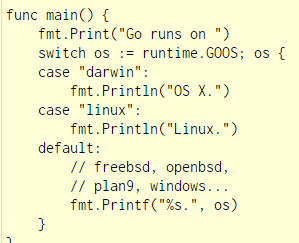 func main() {
    fmt.Print("Go runs on ")
    switch os := runtime.GOOS; os {
    case "darwin":
        fmt.Println("OS X.")
    case "linux":
        fmt.Println("Linux.")
    default:
        // freebsd, openbsd,
        // plan9, windows...
        fmt.Printf("%s.", os)
    }
}